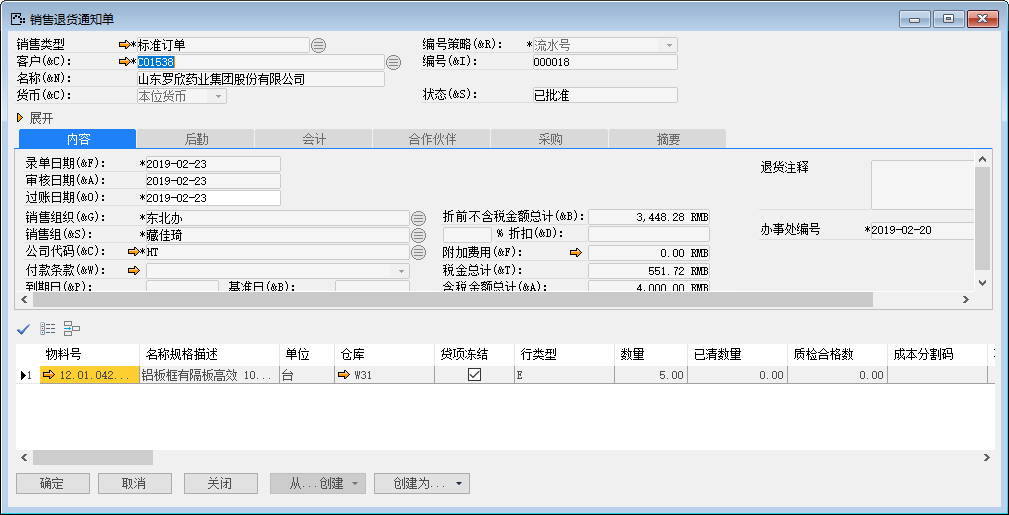 销售退货通知单
销售类型 *标准订单 编号策略(&R) *流水号
客户(&C): *C01538 编号(&I): 000018
名称(&N): 山东罗欣药业集团股份有限公司
货币(&C): 本位货币 状态(&S): 已批准
展开
内容 后勤 会计 合作伙伴 采购 摘要
录单日期(&F): *2019-02-23 退货注释
审核日期(&A): 2019-02-23
过账日期(&O): *2019-02-23
销售组织(&G): *东北办 折前不含税金额总计(&B): 3,448.28 RMB 办事处编号 *2019-02-20
销售组(&S): *藏佳琦 % 折扣(&D):
公司代码(&C): *HT 附加费用(&F): 0.00 RMB
付款条款(&W): 税金总计(&T): 551.72 RMB
到期日(&P): 基准日(&B): 含税金额总计(&A): 4,000.00 RMB
物料号 名称规格描述 单位 仓库 贷项冻结 行类型 数量 已清数量 质检合格数 成本分割码
1 12.01.042... 铝板框有隔板高效 10... 台 W31 E 5.00 0.00 0.00
确定 取消 关闭 从...创建 创建为...